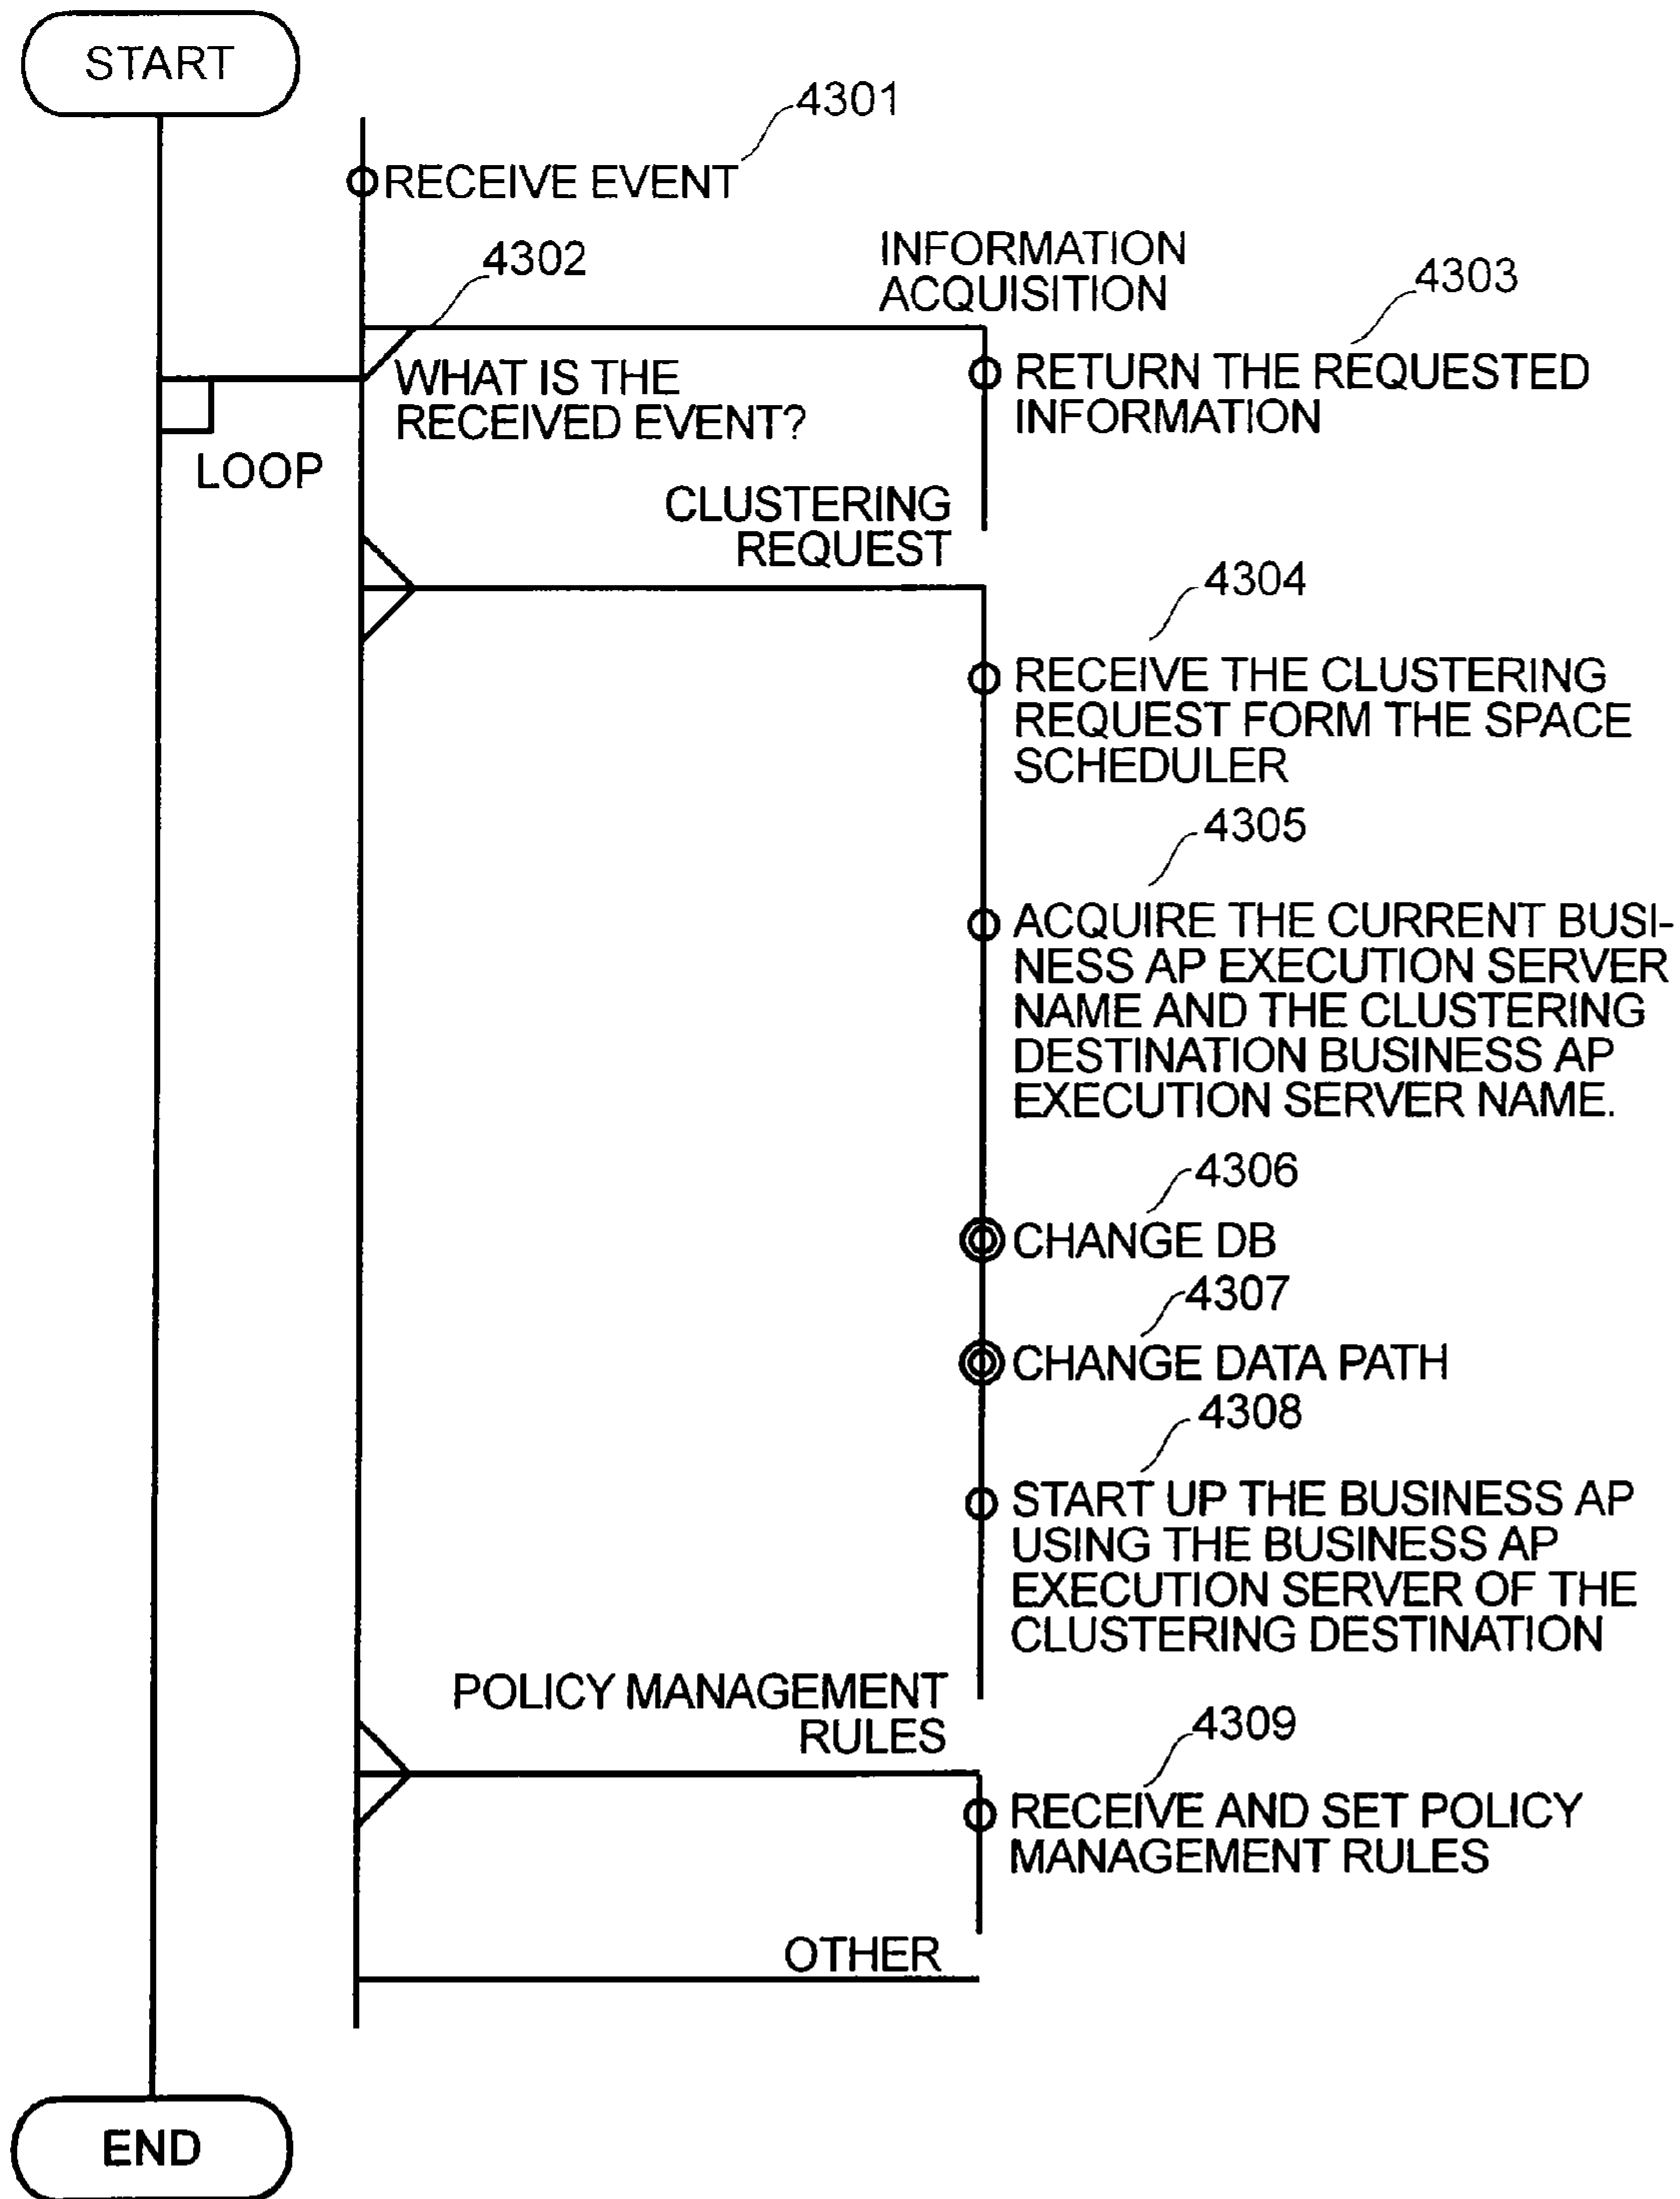 START
4301
RECEIVE EVENT
4302
INFORMATION
ACQUISITION
4303
RETURN THE REQUESTED
INFORMATION
WHAT IS THE
RECEIVED EVENT?
LOOP
CLUSTERING
REQUEST
4304
RECEIVE THE CLUSTERING
REQUEST FORM THE SPACE
SCHEDULER
4305
ACQUIRE THE CURRENT BUSI-
NESS AP EXECUTION SERVER
NAME AND THE CLUSTERING
DESTINATION BUSINESS AP
EXECUTION SERVER NAME.
4306
CHANGE DB
4307
CHANGE DATA PATH
4308
START UP THE BUSINESS AP
USING THE BUSINESS AP
EXECUTION SERVER OF THE
CLUSTERING DESTINATION
POLICY MANAGEMENT
RULES
4309
RECEIVE AND SET POLICY
MANAGEMENT RULES
OTHER
END